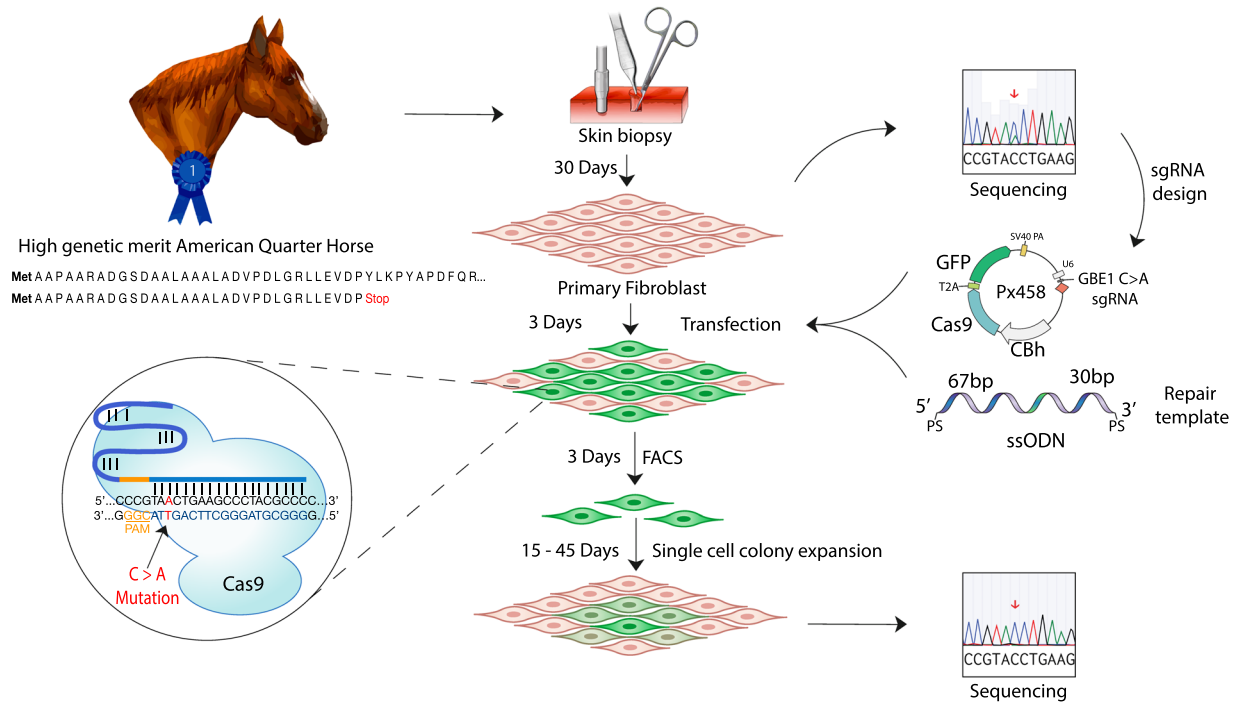 1
High genetic merit American Quarter Horse
Met AAPAARADGSDAALAAALADVPDLGRLLEVDPYLKPYAPDFQR...
Met AAPAARADGSDAALAAALADVPDLGRLLEVDP Stop
Skin biopsy
30 Days
Primary Fibroblast
3 Days
Transfection
3 Days FACS
15 - 45 Days Single cell colony expansion
CCGTACCTGAAG
Sequencing
sgRNA
design
SV40 PA
GFP
U6
T2A
Px458
GBE1 C>A
sgRNA
Cas9
CBh
67bp 30bp
5’ 3’
PS PS
ssODN
Repair
template
5’...CCCGTAACTGAAGCCCTACGCCCC...3’
3’...GGGCATTGACTTCGGGATGCGGGG...5’
PAM
C > A
Mutation
Cas9
CCGTACCTGAAG
Sequencing